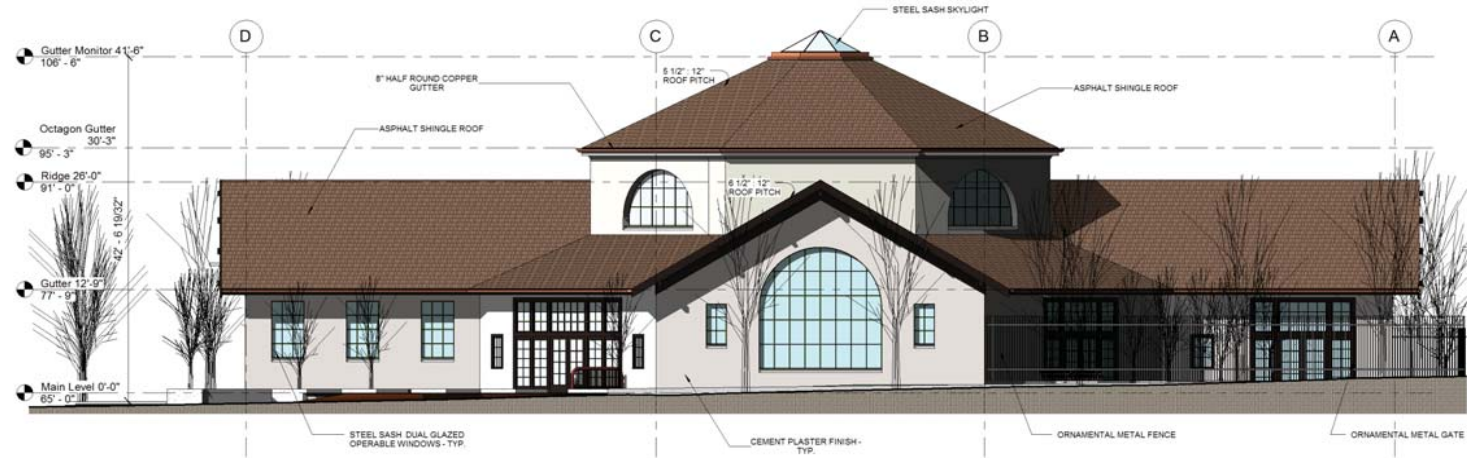 STEEL SASH SKYLIGHT
D
C
B
A
Gutter Monitor 41'-6"
106' - 6"
5 1/2" : 12"
ROOF PITCH
8" HALF ROUND COPPER
GUTTER
ASPHALT SHINGLE ROOF
ASPHALT SHINGLE ROOF
Octagon Gutter
30'-3"
95' - 3"
Ridge 26'-0"
91' - 0"
6 1/2" : 12"
ROOF PITCH
42' - 6 19/32"
Gutter 12'-9"
77' - 9"
Main Level 0'-0"
65' - 0"
STEEL SASH DUAL GLAZED
OPERABLE WINDOWS - TYP.
CEMENT PLASTER FINISH -
TYP.
ORNAMENTAL METAL FENCE
ORNAMENTAL METAL GATE